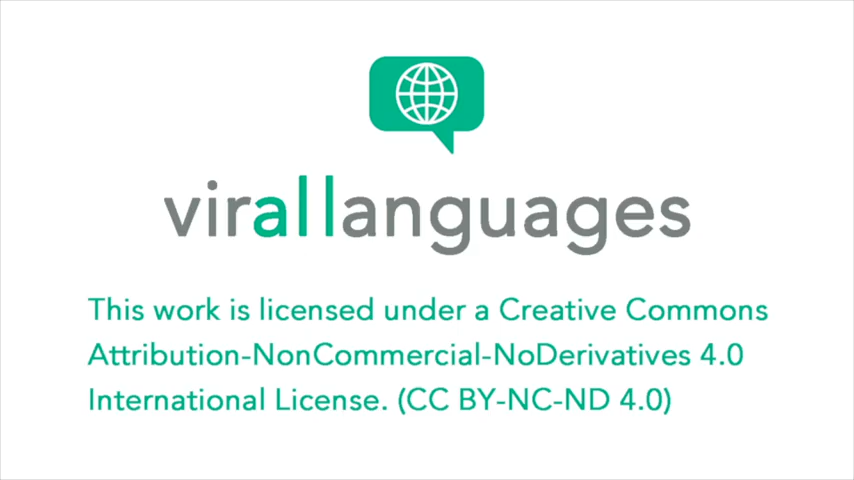 virallanguages
This work is licensed under a Creative Commons
Attribution-NonCommercial-NoDerivatives 4.0
International License. (CC BY-NC-ND 4.0)